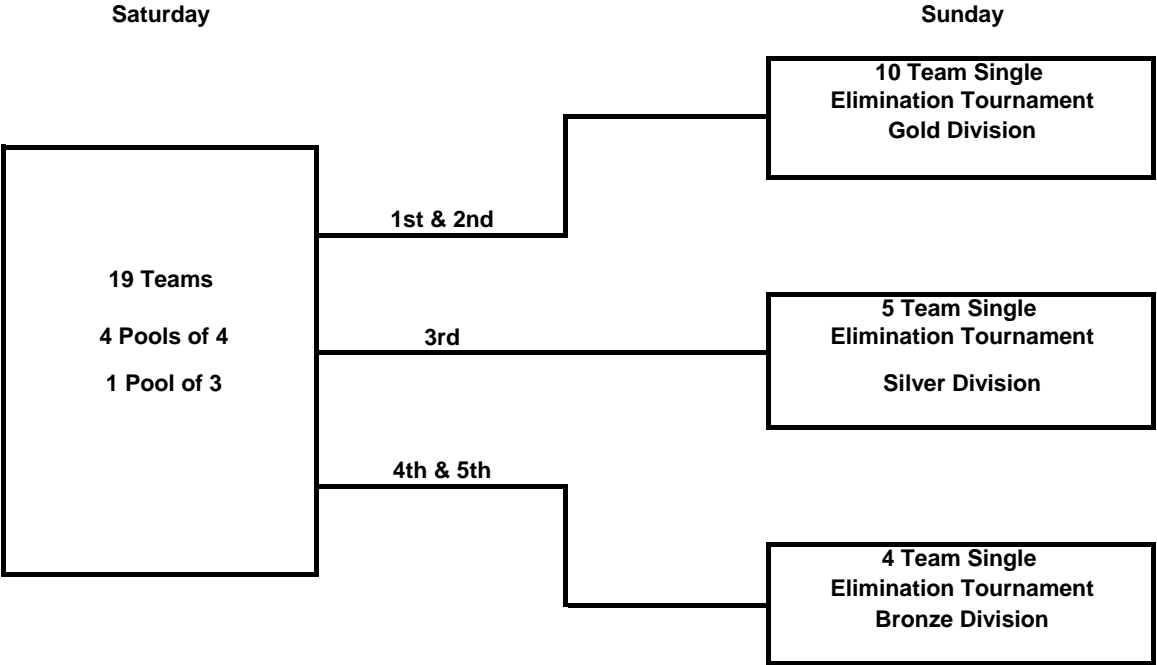 Saturday
Sunday
10 Team Single
Elimination Tournament
Gold Division
1st & 2nd
19 Teams
4 Pools of 4
1 Pool of 3
3rd
5 Team Single
Elimination Tournament
Silver Division
4th & 5th
4 Team Single
Elimination Tournament
Bronze Division